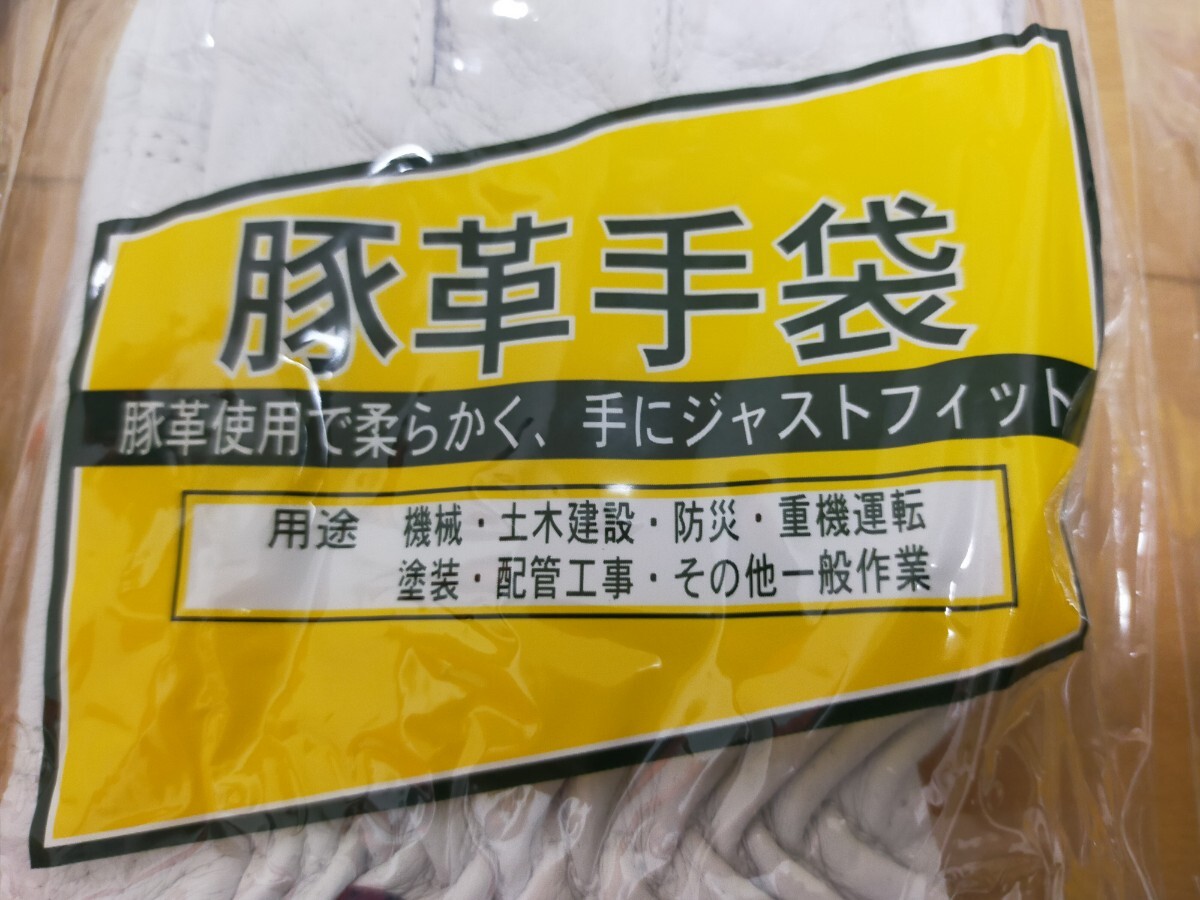 豚革手袋
豚革使用で柔らかく、手にジャストフィット
用途 機械・土木建設・防災・重機運転
塗装・配管工事・その他一般作業